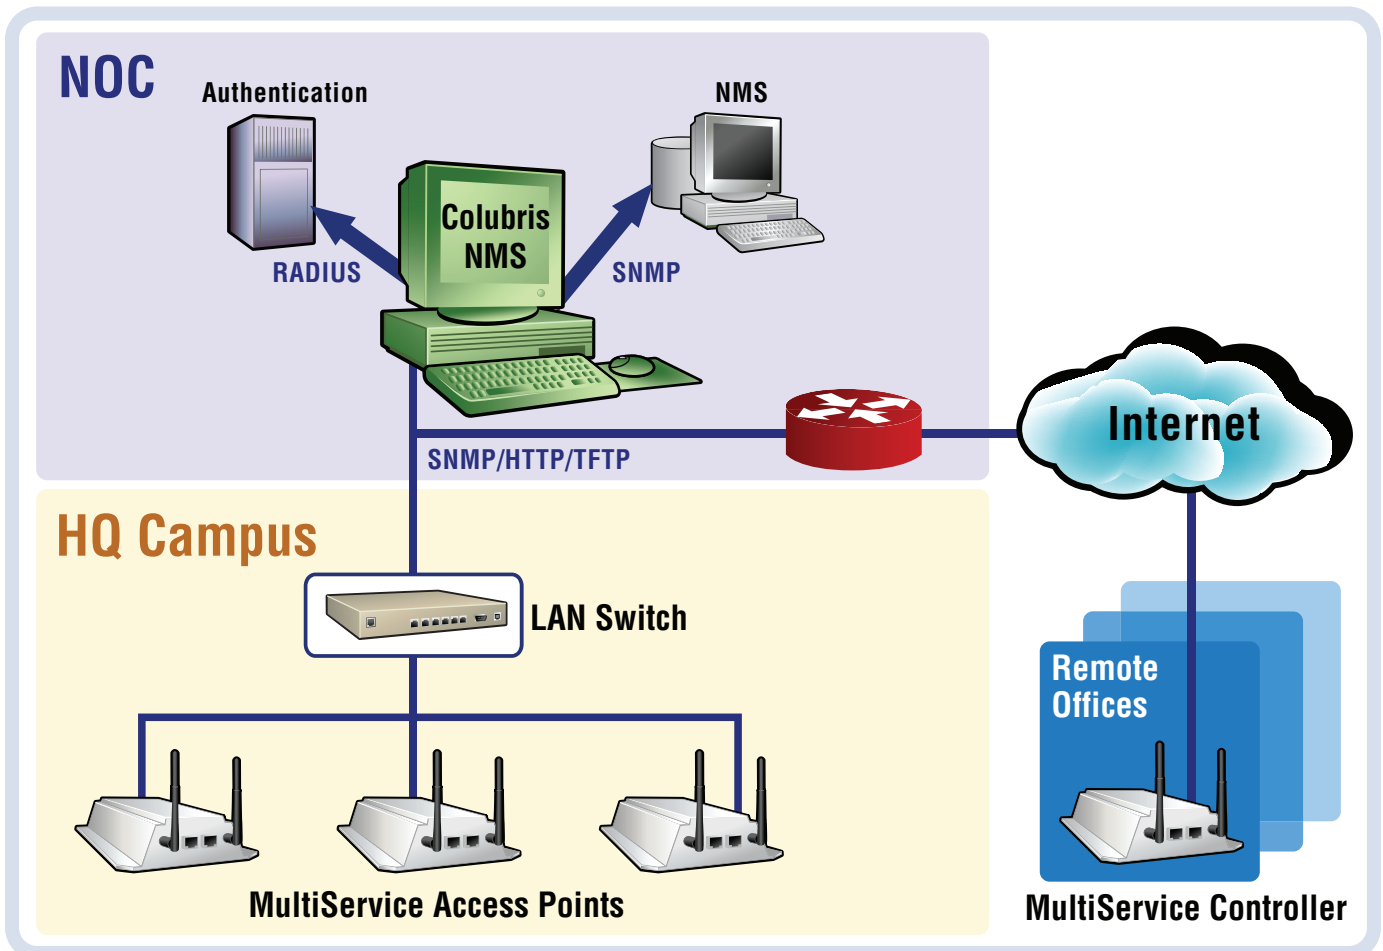 NOC
Authentication
NMS
Colubris
NMS
RADIUS
SNMP
SNMP/HTTP/TFTP
Internet
HQ Campus
LAN Switch
Remote
Offices
MultiService Access Points
MultiService Controller